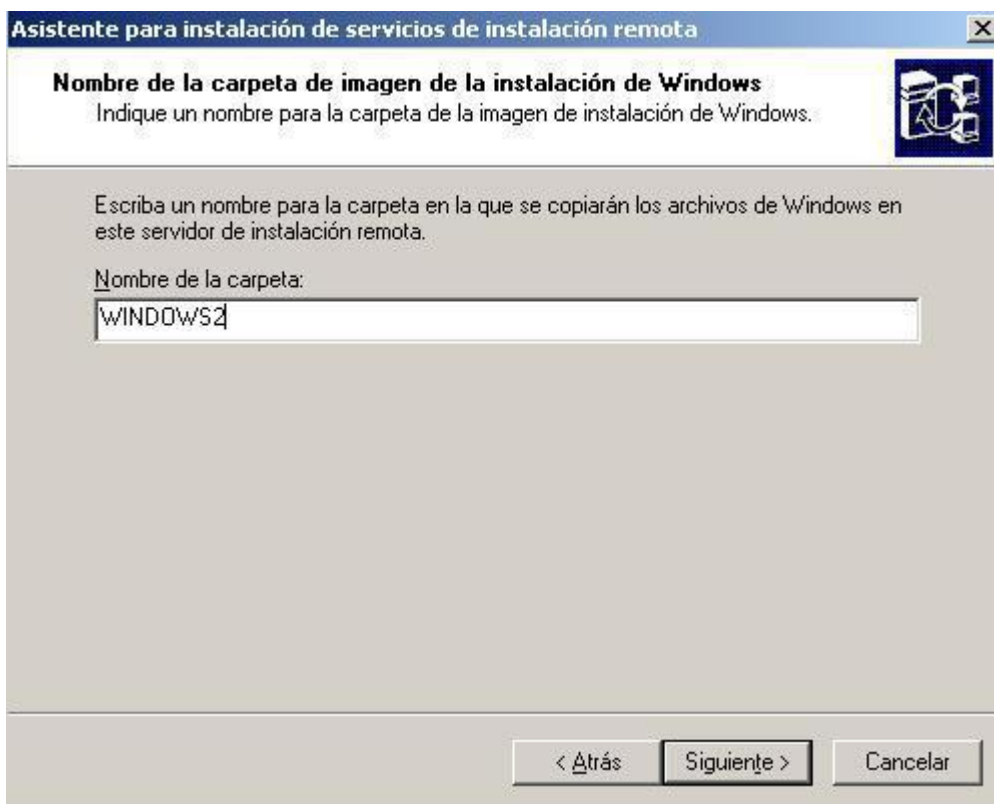 Asistente para instalación de servicios de instalación remota
Nombre de la carpeta de imagen de la instalación de Windows
Indique un nombre para la carpeta de la imagen de instalación de Windows.
Escriba un nombre para la carpeta en la que se copiarán los archivos de Windows en
este servidor de instalación remota.
Nombre de la carpeta:
WINDOWS2
< Atrás Siguiente > Cancelar